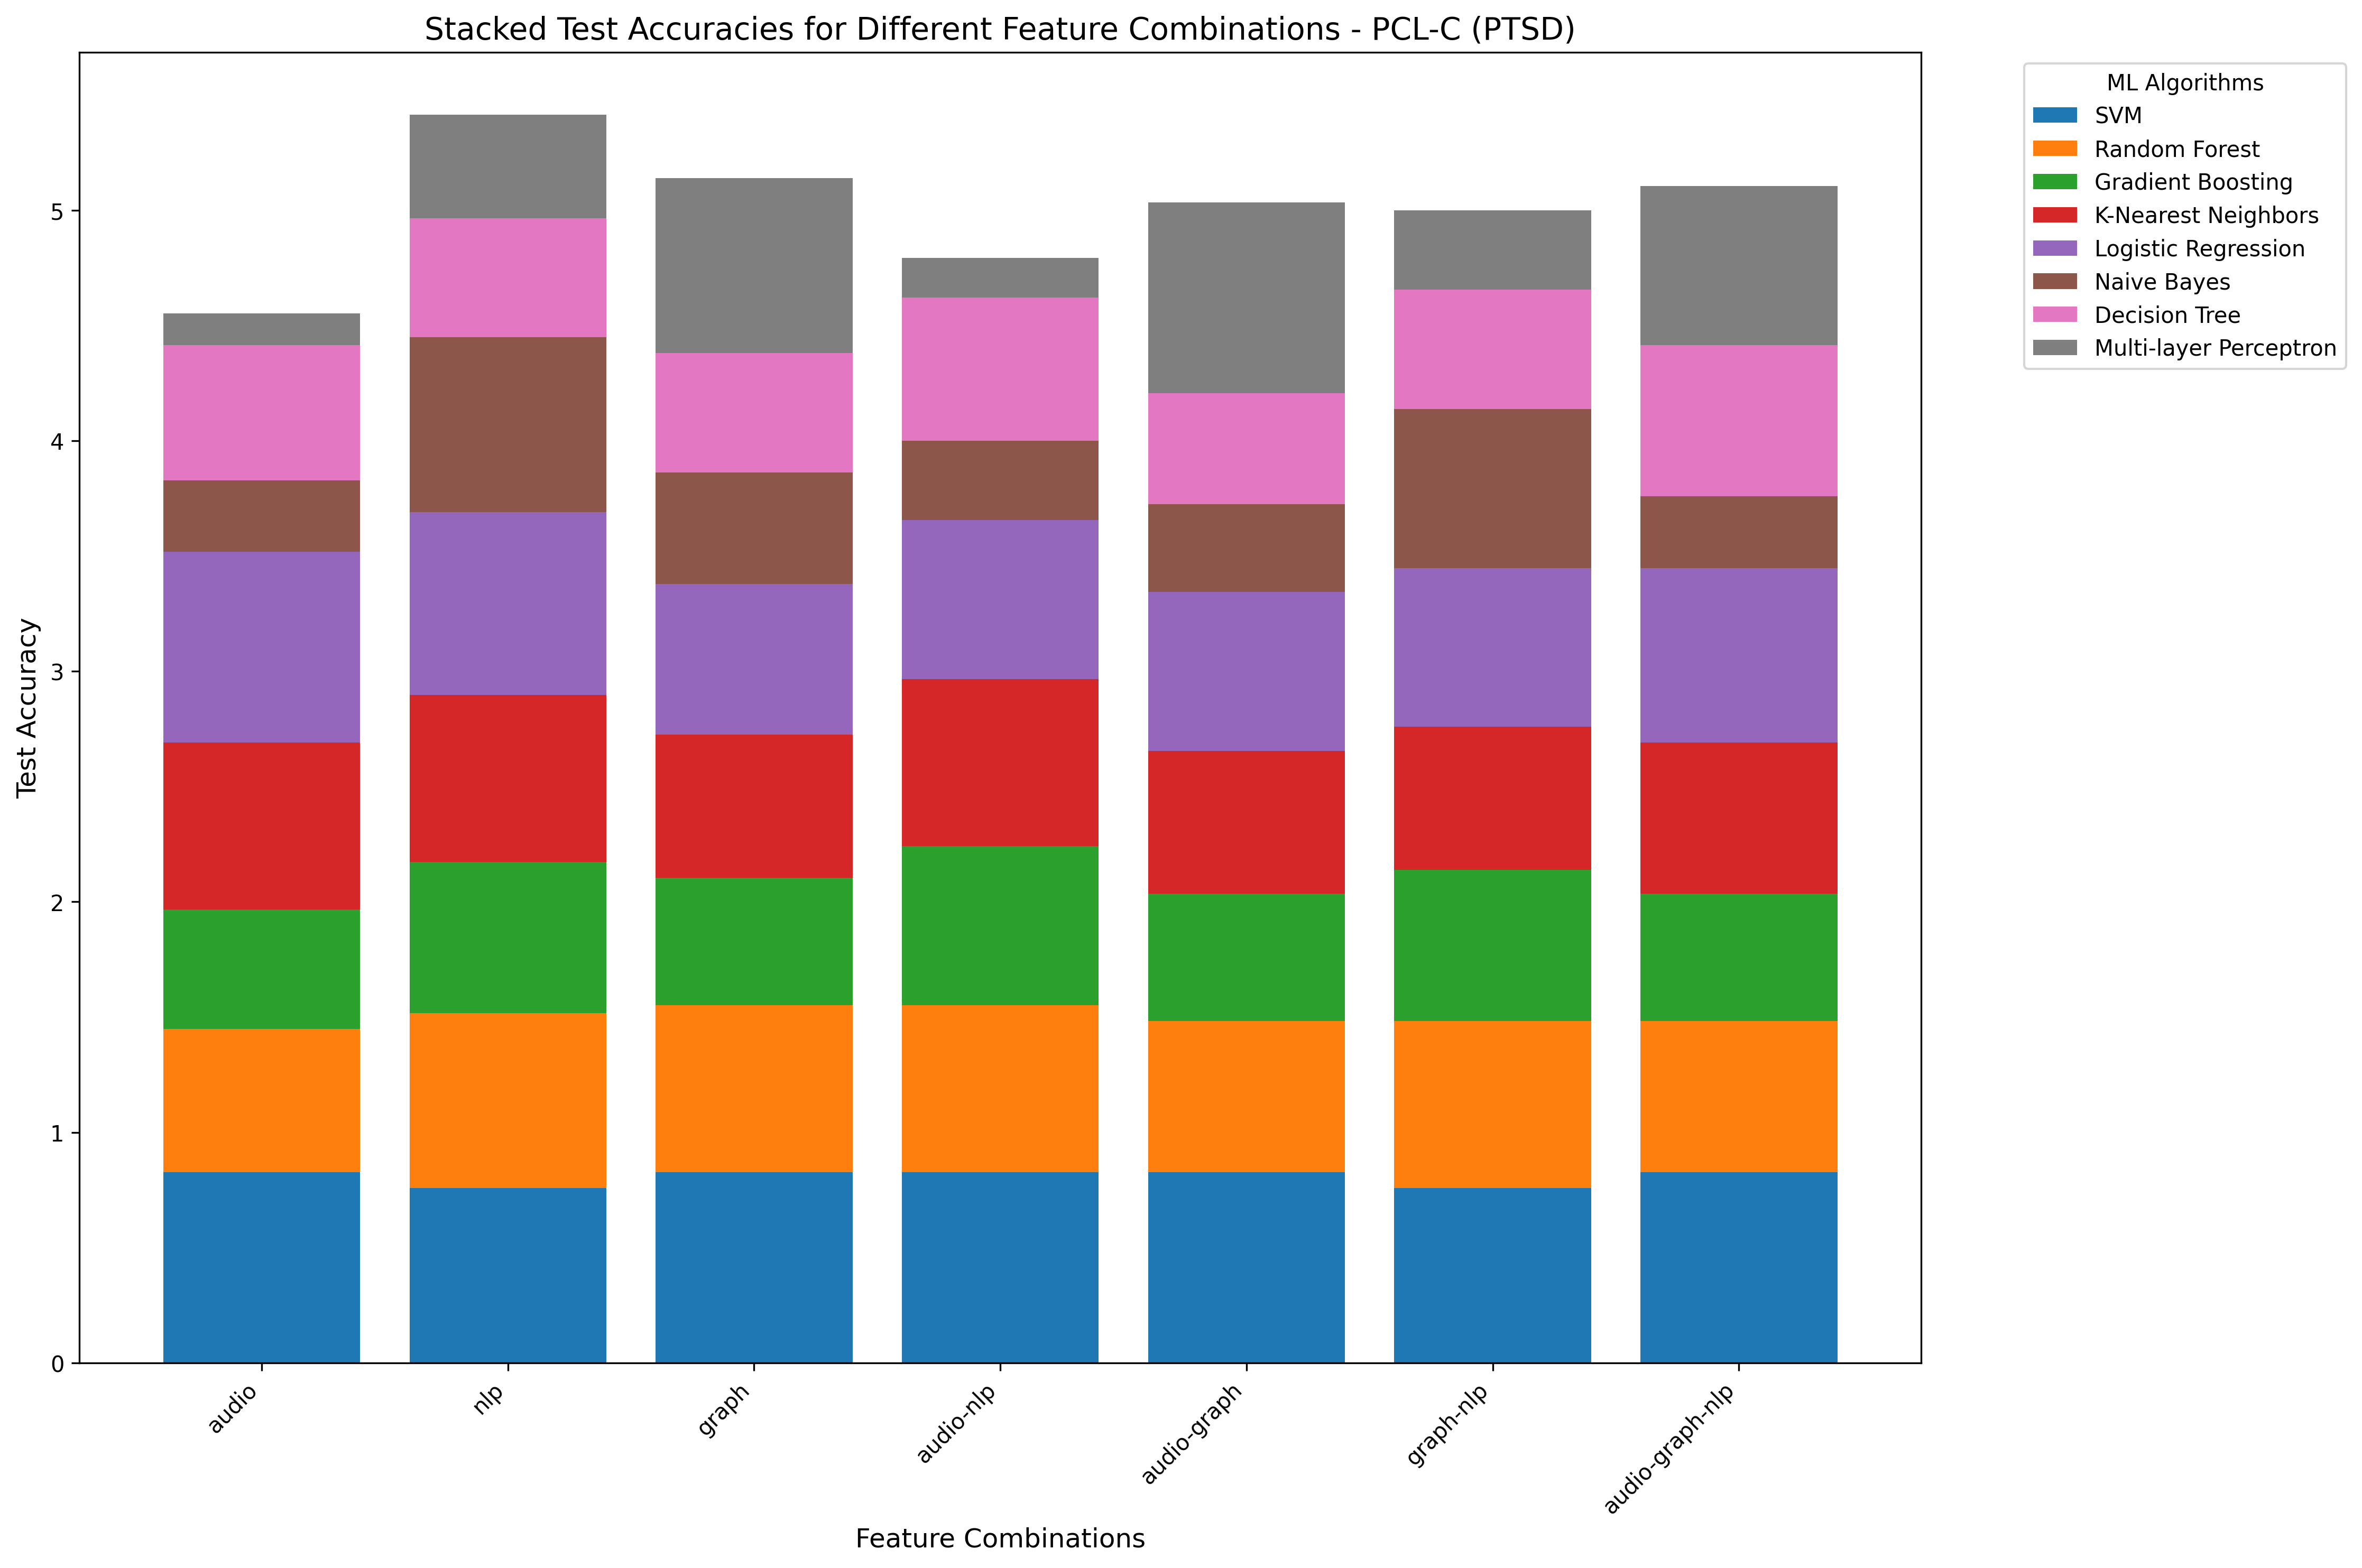 Stacked Test Accuracies for Different Feature Combinations - PCL-C (PTSD)
ML Algorithms
SVM
Random Forest
Gradient Boosting
K-Nearest Neighbors
Logistic Regression
Naive Bayes
Decision Tree
Multi-layer Perceptron
Test Accuracy
5
4
3
2
1
0
audio
nlp
graph
audio-nlp
audio-graph
graph-nlp
audio-graph-nlp
Feature Combinations